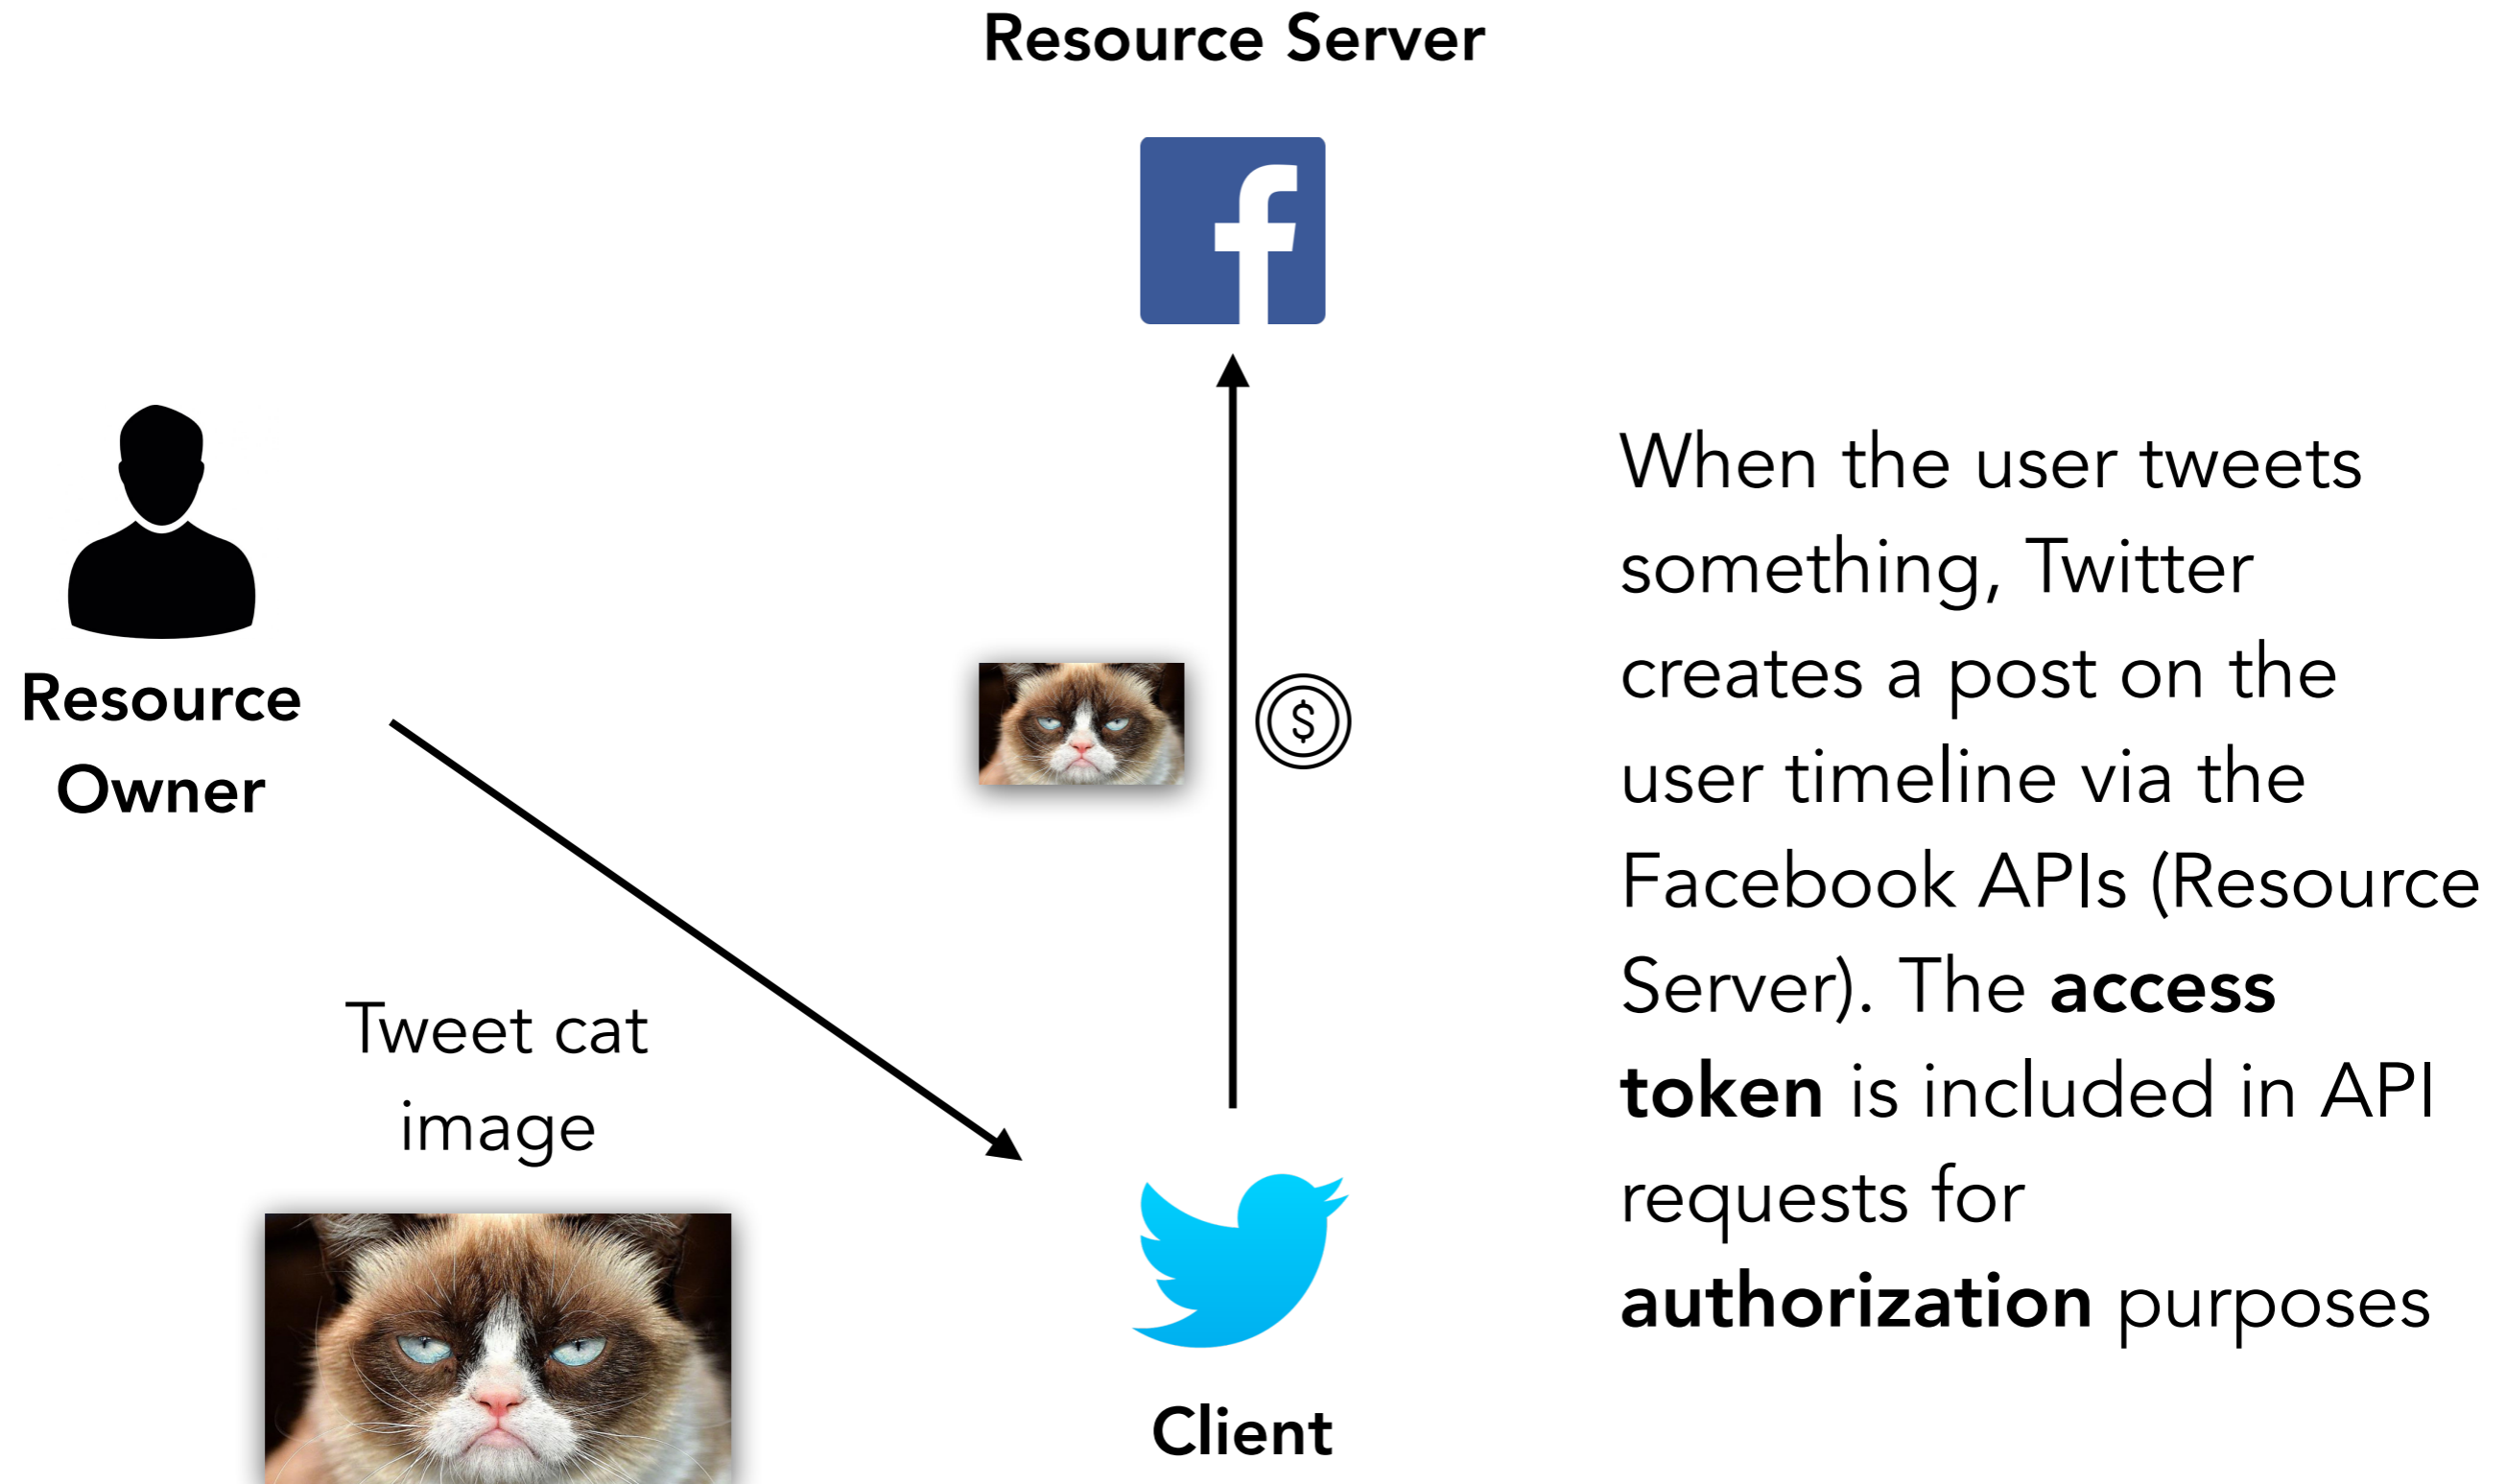 Resource Server
Resource
Owner
Tweet cat
image
$
Client
When the user tweets
something, Twitter
creates a post on the
user timeline via the
Facebook APIs (Resource
Server). The access
token is included in API
requests for
authorization purposes